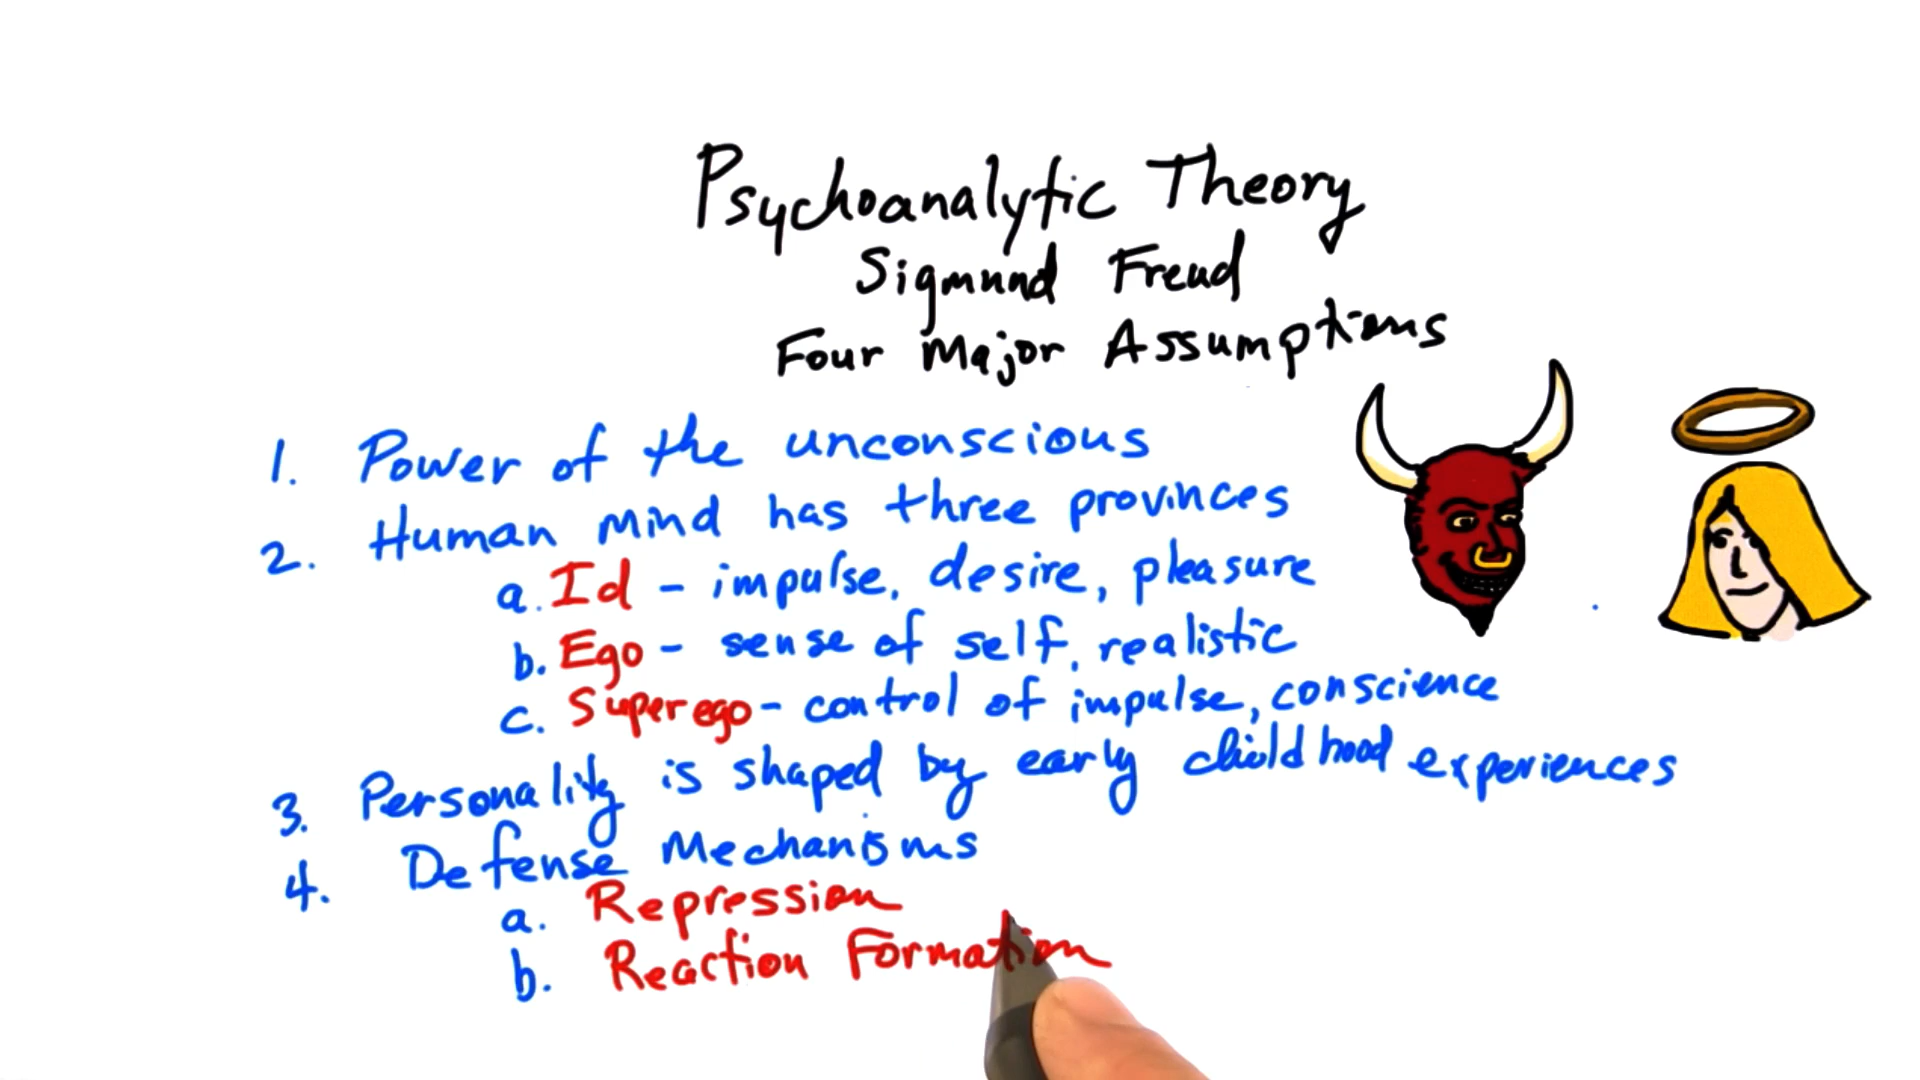 Psychoanalytic Theory
Sigmund Freud
Four Major Assumptions
1. Power of the unconscious
2. Human mind has three provinces
a. Id - impulse, desire, pleasure
b. Ego - sense of self, realistic
c. Superego - control of impulse, conscience
3. Personality is shaped by early childhood experiences
4. Defense Mechanisms
a. Repression
b. Reaction Formation